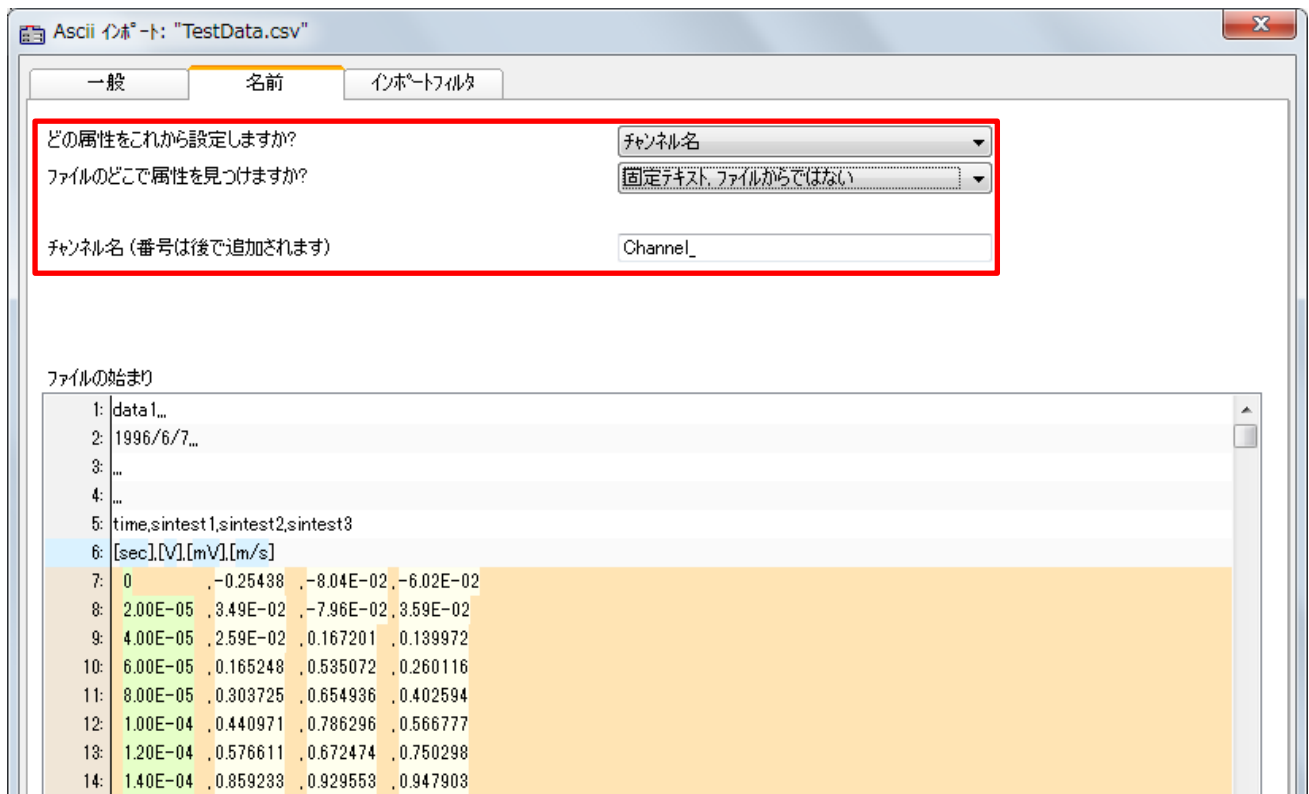 Ascii ｲﾝﾎﾟｰﾄ: "TestData.csv"
一般 名前 ｲﾝﾎﾟｰﾄﾌｨﾙﾀ
どの属性をこれから設定しますか? ﾁｬﾝﾈﾙ名
ﾌｧｲﾙのどこで属性を見つけますか? 固定ﾃｷｽﾄ, ﾌｧｲﾙからではない
ﾁｬﾝﾈﾙ名 (番号は後で追加されます) Channel_
ﾌｧｲﾙの始まり
1: data1,,,
2: 1996/6/7,,,
3: ,,,
4: ,,,
5: time,sintest1,sintest2,sintest3
6: [sec],[V],[mV],[m/s]
7: 0 ,-0.25438 ,-8.04E-02,-6.02E-02
8: 2.00E-05 ,3.49E-02 ,-7.96E-02,3.59E-02
9: 4.00E-05 ,2.59E-02 ,0.167201 ,0.139972
10: 6.00E-05 ,0.165248 ,0.535072 ,0.260116
11: 8.00E-05 ,0.303725 ,0.654936 ,0.402594
12: 1.00E-04 ,0.440971 ,0.786296 ,0.566777
13: 1.20E-04 ,0.576611 ,0.672474 ,0.750298
14: 1.40E-04 ,0.859233 ,0.929553 ,0.947903